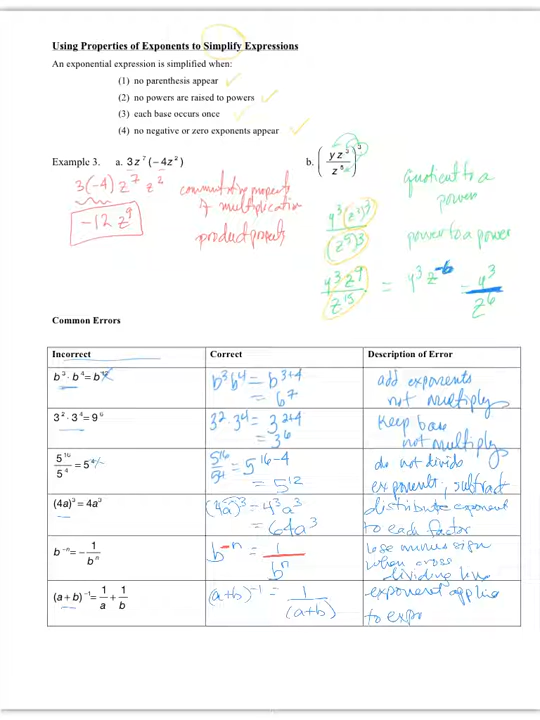 Using Properties of Exponents to Simplify Expressions
An exponential expression is simplified when:
(1) no parenthesis appear ✓
(2) no powers are raised to powers ✓
(3) each base occurs once ✓
(4) no negative or zero exponents appear ✓
Example 3. a. 3z⁷(−4z²)
3(−4)z⁷z² commutative property
of multiplication
−12z⁹
product property
b. (yz³/z⁵)³
quotient to a
power
y³(z³)³/(z⁵)³
power to a power
y³z⁹/z¹⁵ = y³z⁻⁶ = y³/z⁶
Common Errors
Incorrect Correct Description of Error
b³·b⁴=b¹² b³b⁴ = b³⁺⁴ add exponents
= b⁷ not multiply
3²·3⁴=9⁶ 3²·3⁴ = 3²⁺⁴ Keep base
= 3⁶ not multiply
5¹⁶/5⁴ = 5⁴ 5¹⁶/5⁴ = 5¹⁶⁻⁴ do not divide
= 5¹² exponents, subtract
(4a)³=4a³ (4a)³ = 4³a³ distribute exponent
= 64a³ to each factor
b⁻ⁿ = −1/bⁿ b⁻ⁿ = 1/bⁿ lose minus sign
when cross
dividing line
(a+b)⁻¹ = 1/a + 1/b (a+b)⁻¹ = 1/(a+b) exponent applies
to expr